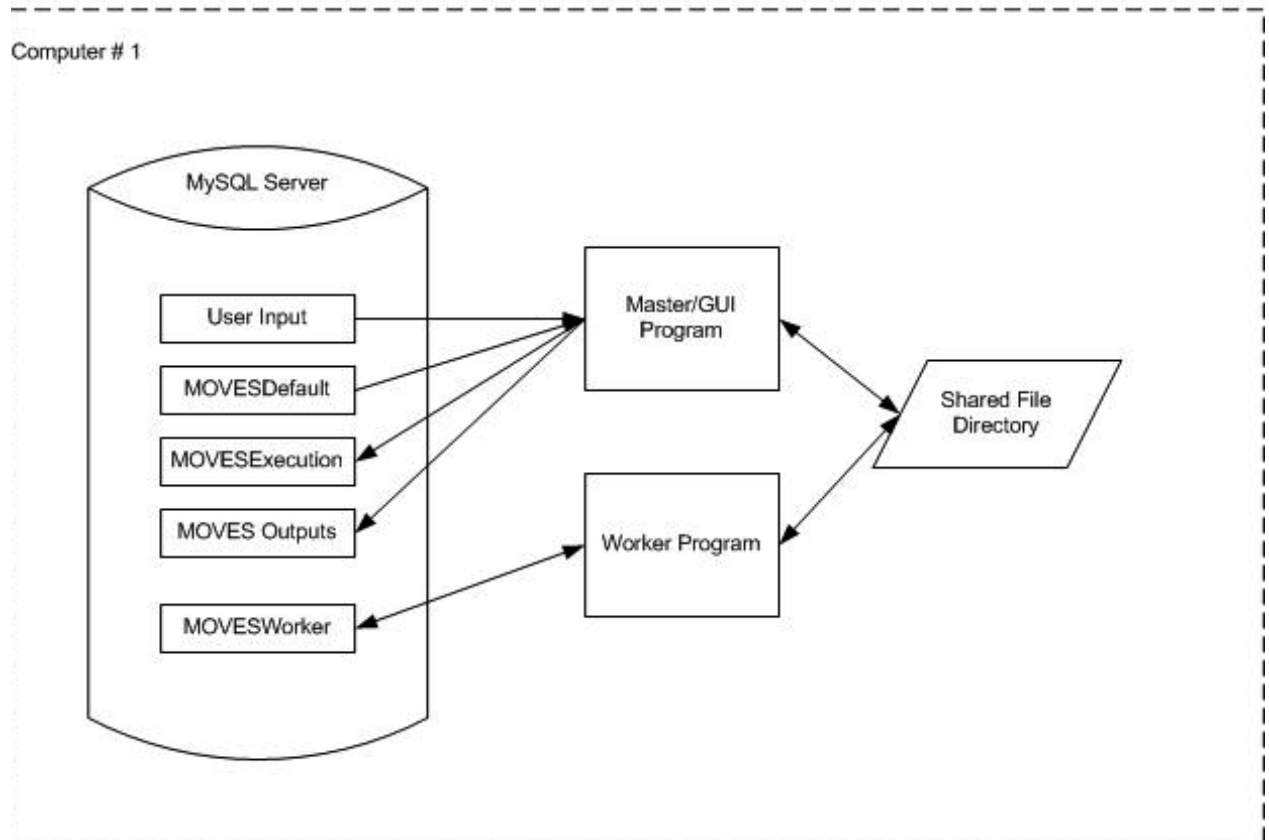 Computer # 1
MySQL Server
User Input
MOVESDefault
MOVESExecution
MOVES Outputs
MOVESWorker
Master/GUI
Program
Worker Program
Shared File
Directory